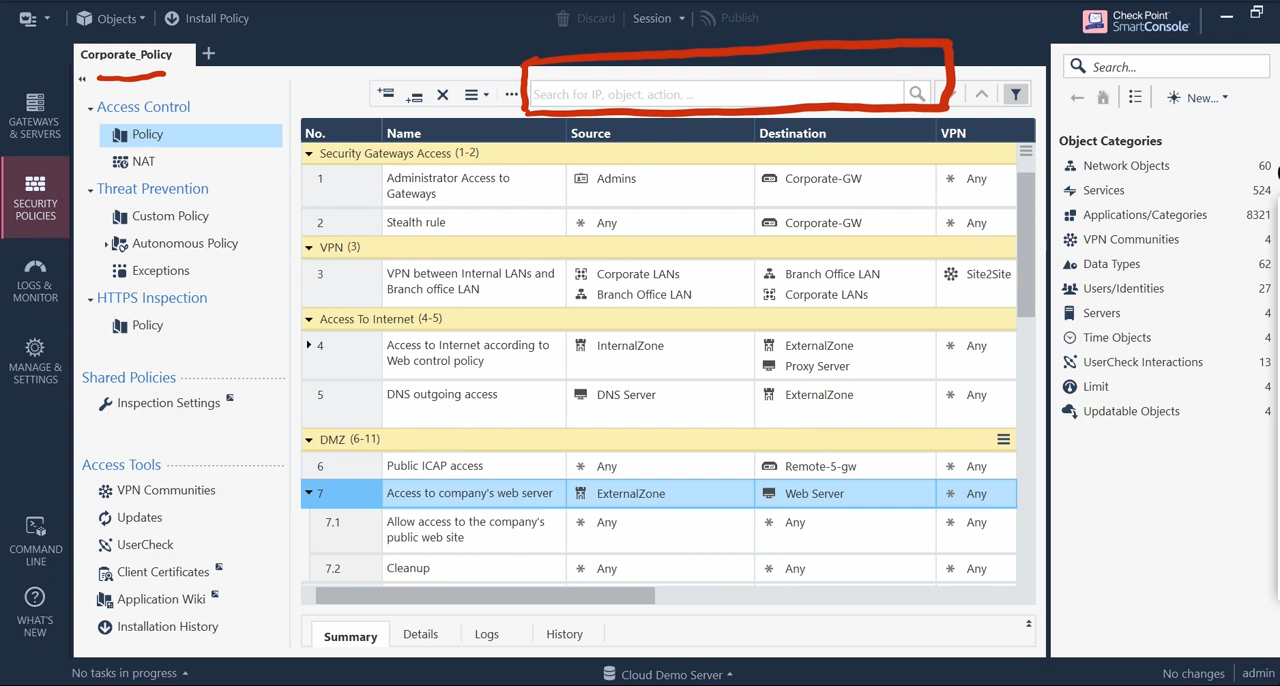 Objects
Install Policy
Discard
Session
Publish
Check Point
SmartConsole
Corporate_Policy
Search for IP, object, action, ...
Search...
New...
GATEWAYS
& SERVERS
SECURITY
POLICIES
LOGS &
MONITOR
MANAGE &
SETTINGS
COMMAND
LINE
WHAT'S
NEW
Access Control
Policy
NAT
Threat Prevention
Custom Policy
Autonomous Policy
Exceptions
HTTPS Inspection
Policy
Shared Policies
Inspection Settings
Access Tools
VPN Communities
Updates
UserCheck
Client Certificates
Application Wiki
Installation History
No. Name Source Destination VPN
Security Gateways Access (1-2)
1 Administrator Access to Gateways Admins Corporate-GW * Any
2 Stealth rule * Any Corporate-GW * Any
VPN (3)
3 VPN between Internal LANs and Branch office LAN Corporate LANs Branch Office LAN Site2Site
Branch Office LAN Corporate LANs
Access To Internet (4-5)
4 Access to Internet according to Web control policy InternalZone ExternalZone * Any
Proxy Server
5 DNS outgoing access DNS Server ExternalZone * Any
DMZ (6-11)
6 Public ICAP access * Any Remote-5-gw * Any
7 Access to company's web server ExternalZone Web Server * Any
7.1 Allow access to the company's public web site * Any * Any * Any
7.2 Cleanup * Any * Any * Any
Summary Details Logs History
Object Categories
Network Objects 60
Services 524
Applications/Categories 8321
VPN Communities 4
Data Types 62
Users/Identities 27
Servers 4
Time Objects 4
UserCheck Interactions 13
Limit 4
Updatable Objects 4
No tasks in progress
Cloud Demo Server
No changes
admin